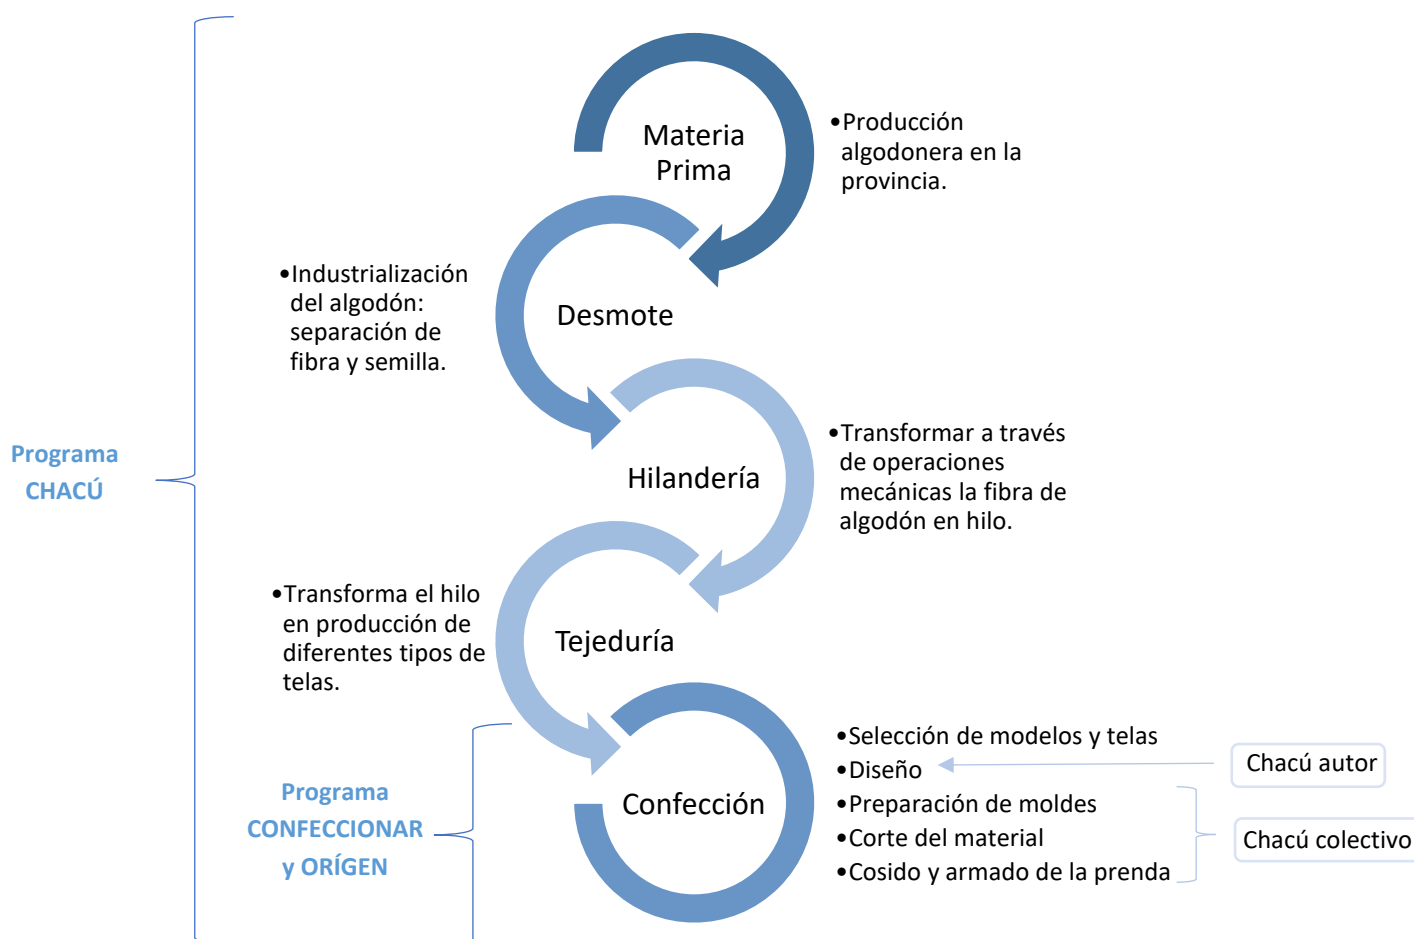 Materia
Prima
•Producción
algodonera en la
provincia.
•Industrialización
del algodón:
separación de
fibra y semilla.
Desmote
Programa
CHACÚ
Hilandería
•Transformar a través
de operaciones
mecánicas la fibra de
algodón en hilo.
•Transforma el hilo
en producción de
diferentes tipos de
telas.
Tejeduría
Programa
CONFECCIONAR
y ORÍGEN
Confección
•Selección de modelos y telas
•Diseño
•Preparación de moldes
•Corte del material
•Cosido y armado de la prenda
Chacú autor
Chacú colectivo